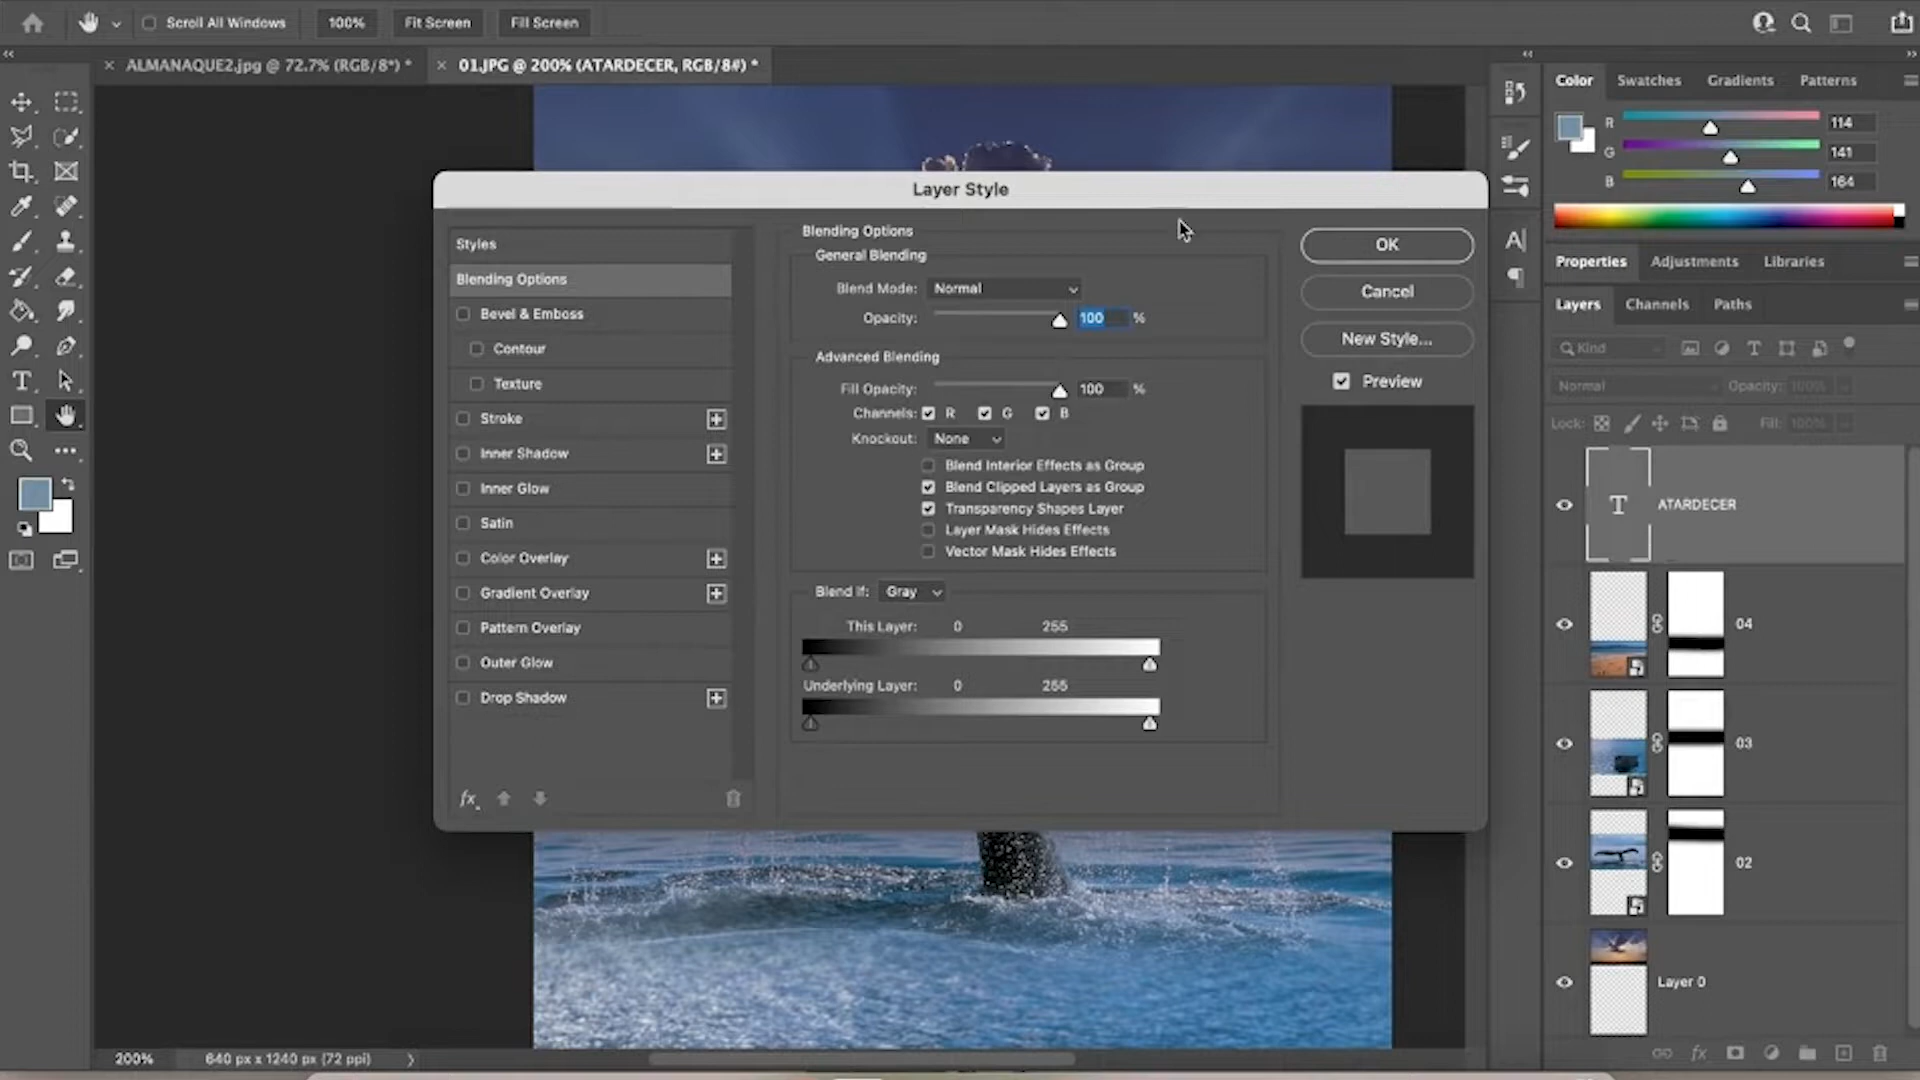 Scroll All Windows
100%
Fit Screen
Fill Screen
ALMANAQUE2.jpg @ 72.7% (RGB/8*) *
01.JPG @ 200% (ATARDECER, RGB/8#) *
Layer Style
Styles
Blending Options
Bevel & Emboss
Contour
Texture
Stroke
Inner Shadow
Inner Glow
Satin
Color Overlay
Gradient Overlay
Pattern Overlay
Outer Glow
Drop Shadow
fx
Blending Options
General Blending
Blend Mode: Normal
Opacity: 100 %
Advanced Blending
Fill Opacity: 100 %
Channels: R G B
Knockout: None
Blend Interior Effects as Group
Blend Clipped Layers as Group
Transparency Shapes Layer
Layer Mask Hides Effects
Vector Mask Hides Effects
Blend If: Gray
This Layer: 0 255
Underlying Layer: 0 255
OK
Cancel
New Style...
Preview
Color Swatches Gradients Patterns
R 114
G 141
B 164
Properties Adjustments Libraries
Layers Channels Paths
Kind
Normal Opacity: 100%
Lock: Fill: 100%
T ATARDECER
04
03
02
Layer 0
fx
200% 640 px x 1240 px (72 ppi)